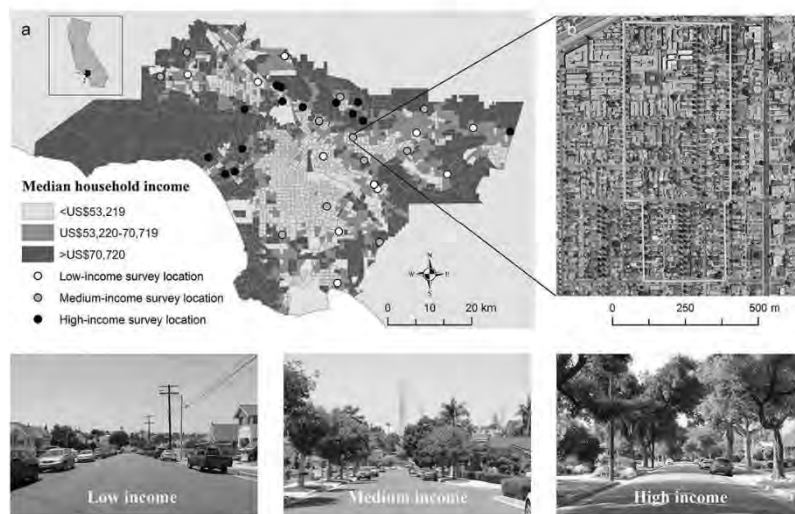 a
b
Median household income
<US$53,219
US$53,220-70,719
>US$70,720
Low-income survey location
Medium-income survey location
High-income survey location
N
W
S
0 10 20 km
0 250 500 m
Low income
Medium income
High income